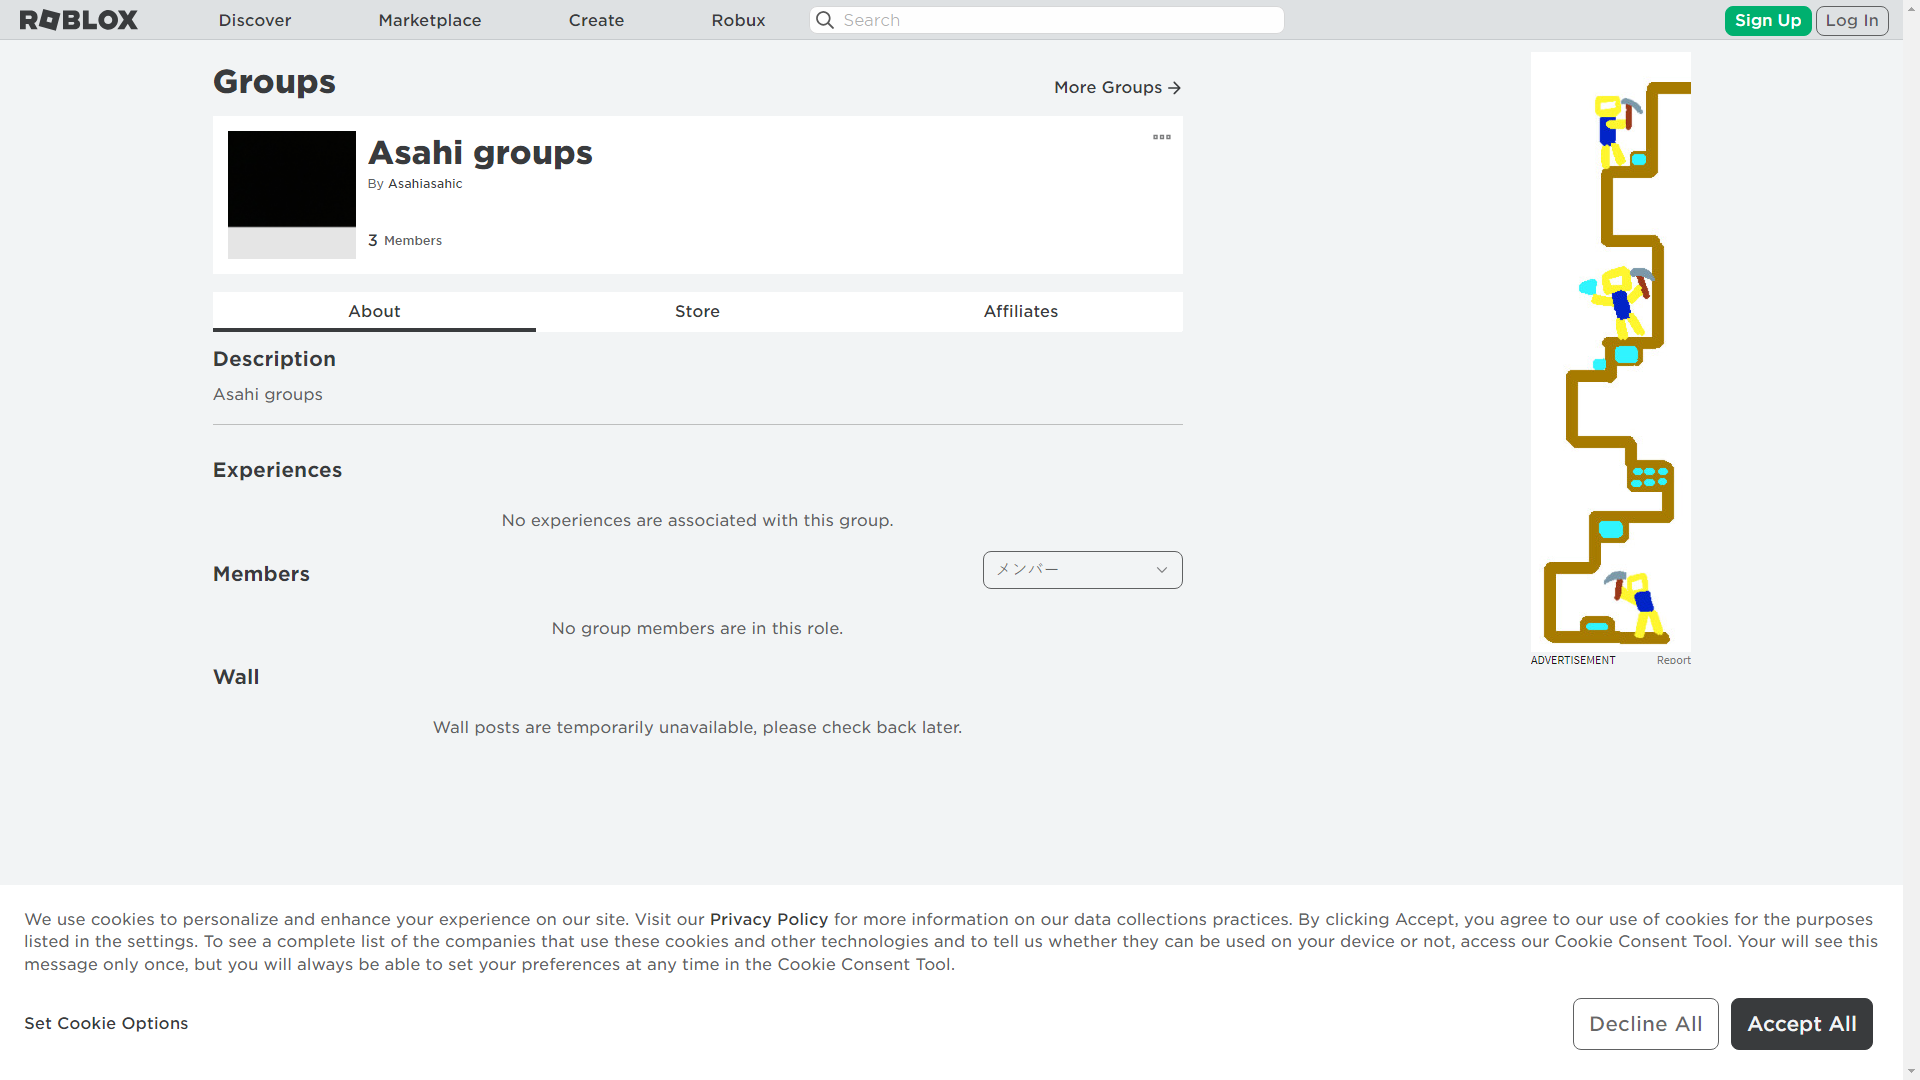 ROBLOX
Discover
Marketplace
Create
Robux
Search
Sign Up
Log In
Groups
More Groups
Asahi groups
By Asahiasahic
3 Members
About
Store
Affiliates
Description
Asahi groups
Experiences
No experiences are associated with this group.
Members
メンバー
No group members are in this role.
Wall
Wall posts are temporarily unavailable, please check back later.
ADVERTISEMENT
Report
We use cookies to personalize and enhance your experience on our site. Visit our Privacy Policy for more information on our data collections practices. By clicking Accept, you agree to our use of cookies for the purposes
listed in the settings. To see a complete list of the companies that use these cookies and other technologies and to tell us whether they can be used on your device or not, access our Cookie Consent Tool. Your will see this
message only once, but you will always be able to set your preferences at any time in the Cookie Consent Tool.
Set Cookie Options
Decline All
Accept All